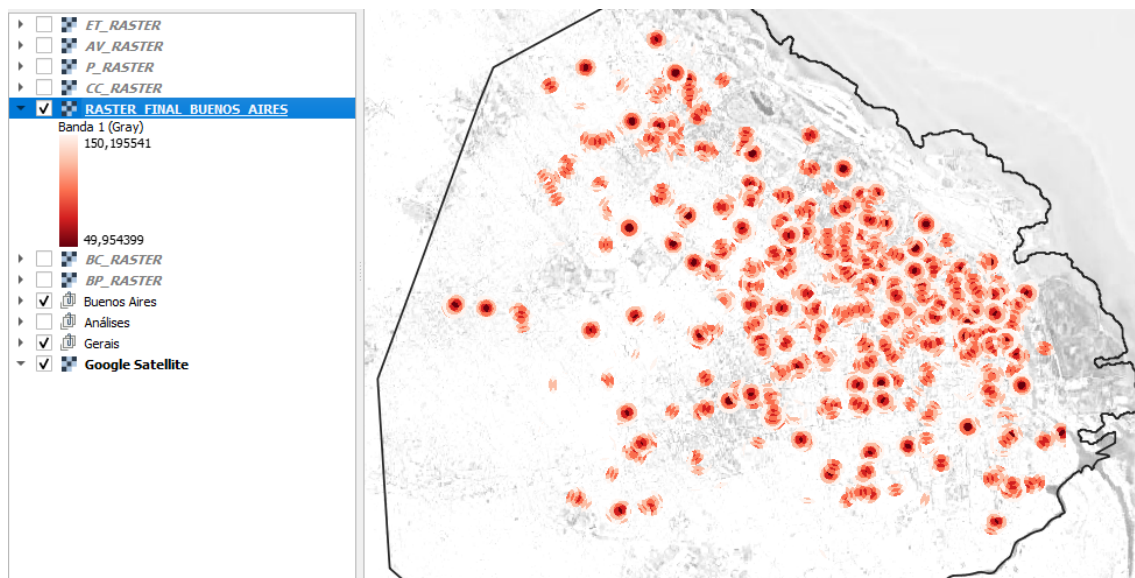 ET_RASTER
AV_RASTER
P_RASTER
CC_RASTER
RASTER_FINAL_BUENOS_AIRES
Banda 1 (Gray)
150,195541
49,954399
BC_RASTER
BP_RASTER
Buenos Aires
Análises
Gerais
Google Satellite